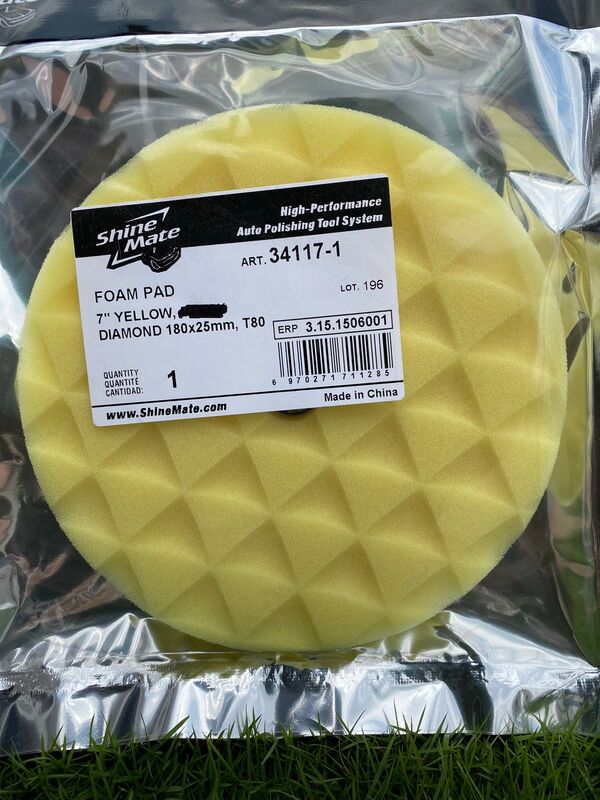 Shine Mate
High-Performance
Auto Polishing Tool System
ART. 34117-1
FOAM PAD
LOT. 196
7" YELLOW,
DIAMOND 180x25mm, T80
ERP 3.15.1506001
QUANTITY
QUANTITÉ
CANTIDAD: 1
6 970271 711285
www.ShineMate.com
Made in China